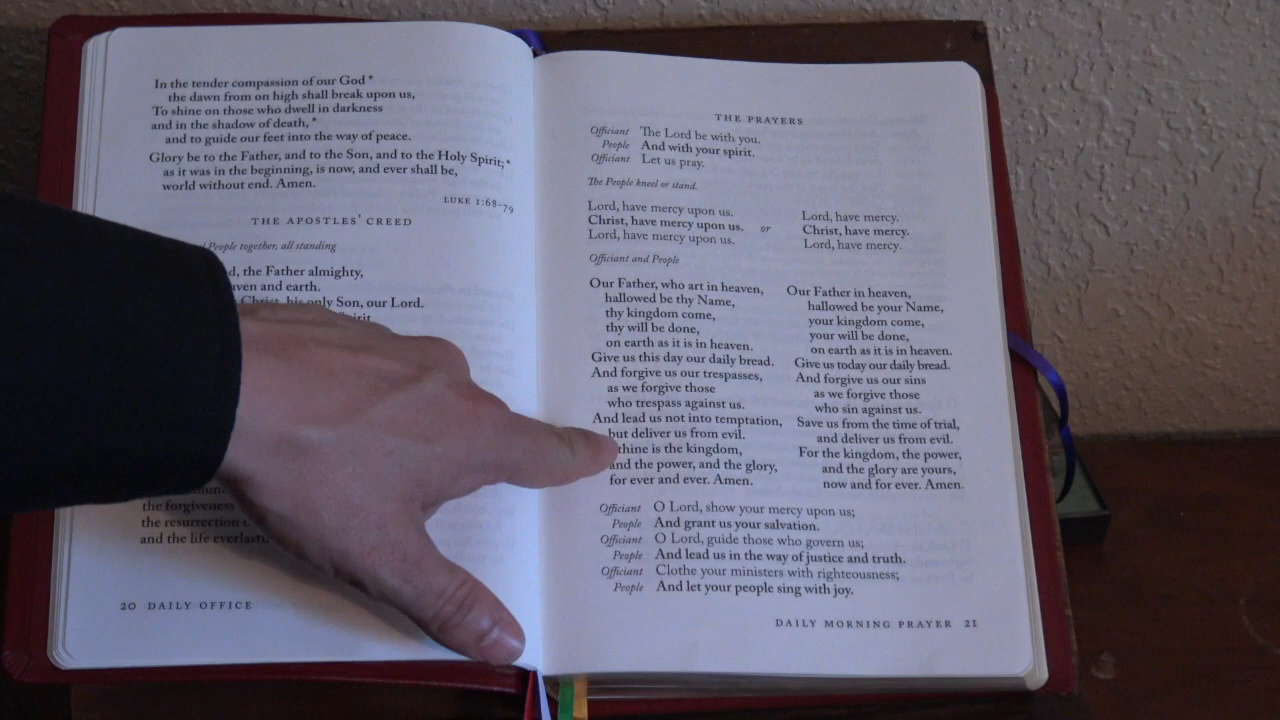 In the tender compassion of our God *
the dawn from on high shall break upon us,
To shine on those who dwell in darkness
and in the shadow of death, *
and to guide our feet into the way of peace.
Glory be to the Father, and to the Son, and to the Holy Spirit; *
as it was in the beginning, is now, and ever shall be,
world without end. Amen.
LUKE 1:68-79
THE APOSTLES' CREED
People together, all standing
the Father almighty,
and earth.
Christ, his only Son, our Lord.
Spirit
the forgiveness
the resurrection
and the life
20 DAILY OFFICE
THE PRAYERS
Officiant The Lord be with you.
People And with your spirit.
Officiant Let us pray.
The People kneel or stand.
Lord, have mercy upon us.
Christ, have mercy upon us.
Lord, have mercy upon us.
or
Lord, have mercy.
Christ, have mercy.
Lord, have mercy.
Officiant and People
Our Father, who art in heaven,
hallowed be thy Name,
thy kingdom come,
thy will be done,
on earth as it is in heaven.
Give us this day our daily bread.
And forgive us our trespasses,
as we forgive those
who trespass against us.
And lead us not into temptation,
but deliver us from evil.
thine is the kingdom,
and the power, and the glory,
for ever and ever. Amen.
Our Father in heaven,
hallowed be your Name,
your kingdom come,
your will be done,
on earth as it is in heaven.
Give us today our daily bread.
And forgive us our sins
as we forgive those
who sin against us.
Save us from the time of trial,
and deliver us from evil.
For the kingdom, the power,
and the glory are yours,
now and for ever. Amen.
Officiant O Lord, show your mercy upon us;
People And grant us your salvation.
Officiant O Lord, guide those who govern us;
People And lead us in the way of justice and truth.
Officiant Clothe your ministers with righteousness;
People And let your people sing with joy.
DAILY MORNING PRAYER 21